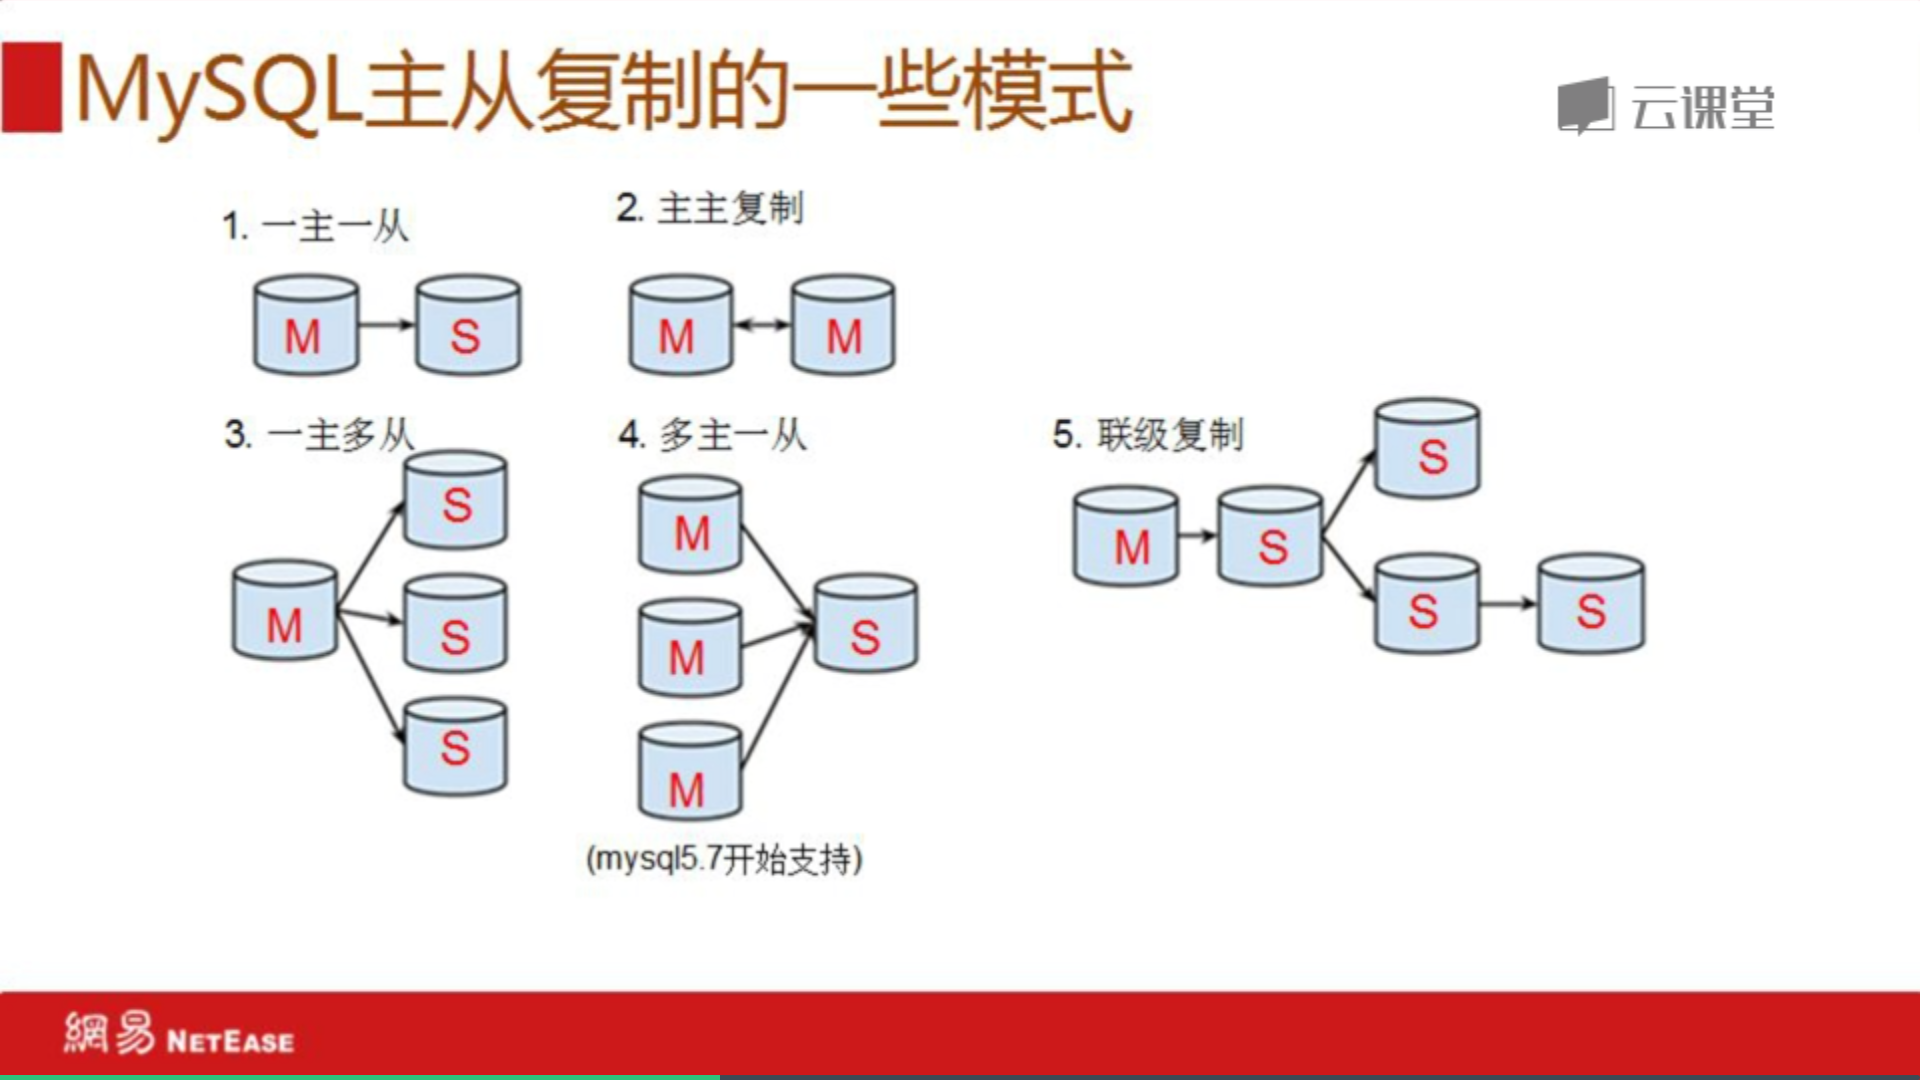 MySQL主从复制的一些模式
云课堂
1. 一主一从
2. 主主复制
M
S
M
M
3. 一主多从
M
S
S
S
4. 多主一从
M
M
M
S
(mysql5.7开始支持)
5. 联级复制
M
S
S
S
S
網易 NETEASE